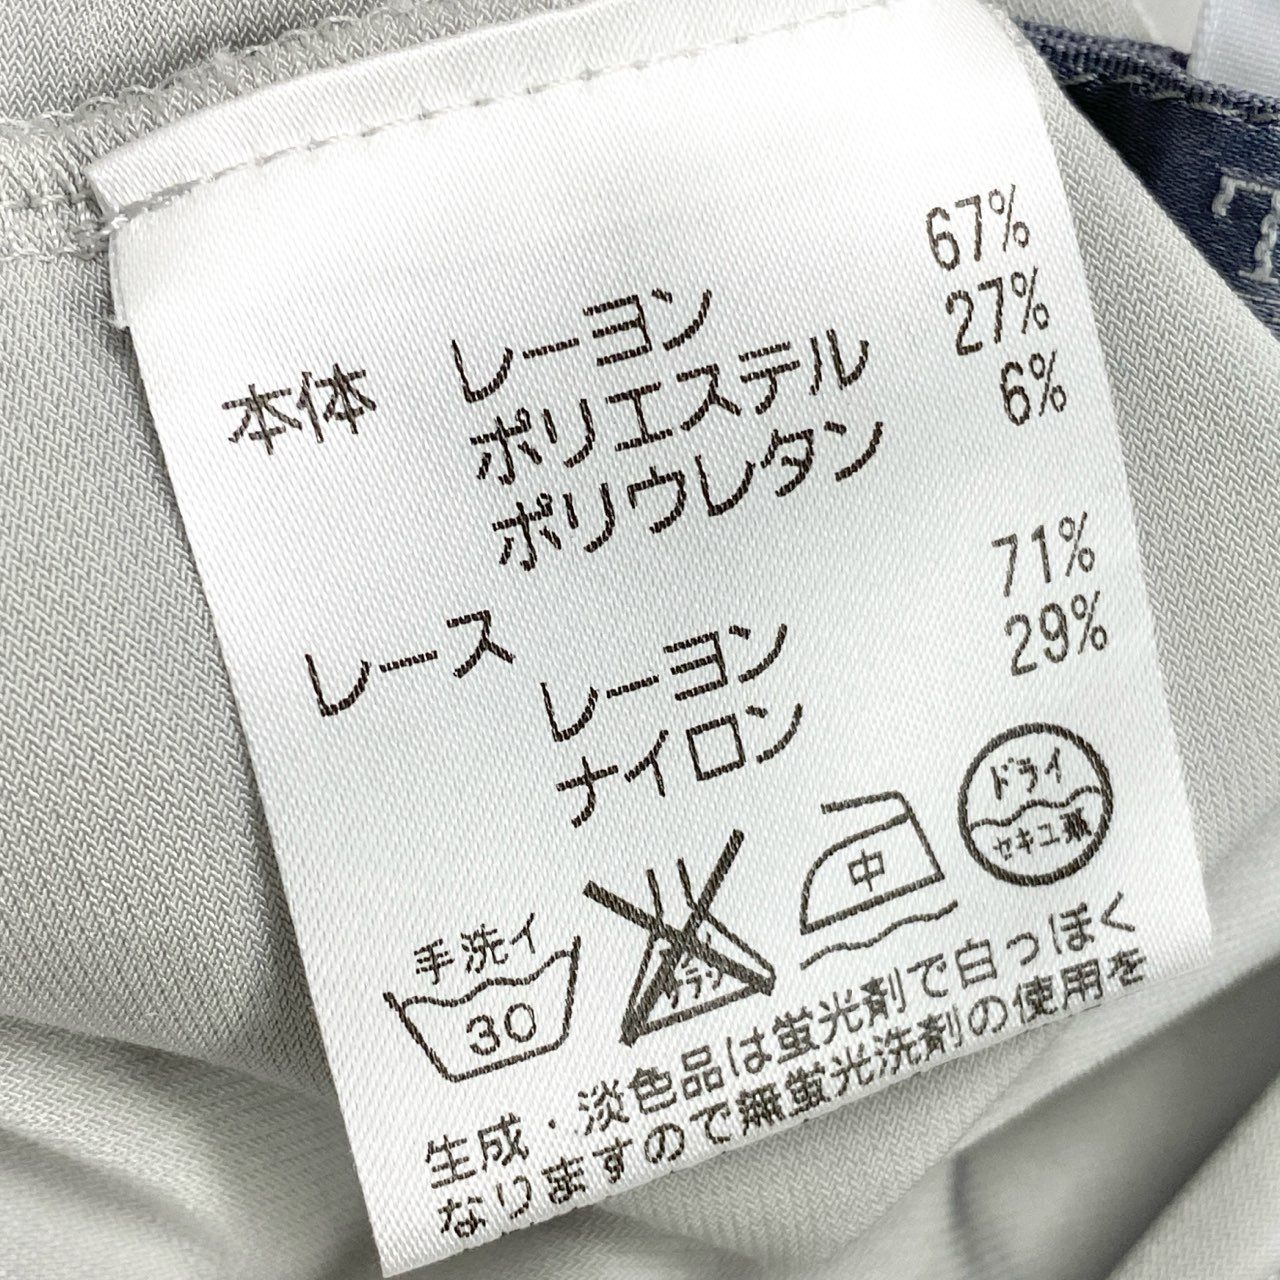 本体 レーヨン 67%
ポリエステル 27%
ポリウレタン 6%
レース レーヨン 71%
ナイロン 29%
手洗イ
30
中
ドライ
セキユ系
生成・淡色品は蛍光剤で白っぽく
なりますので無蛍光洗剤の使用を